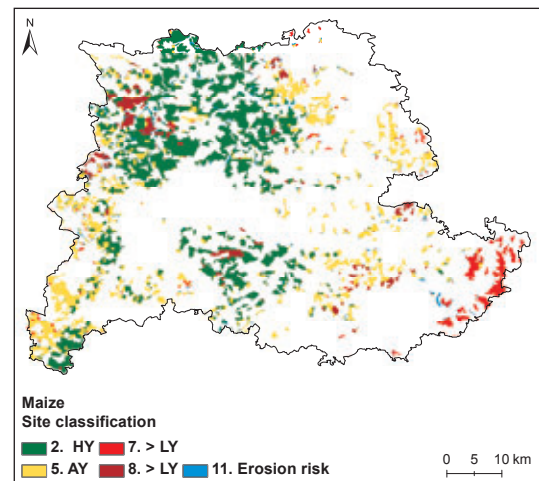 N
Maize
Site classification
2. HY 7. > LY
5. AY 8. > LY 11. Erosion risk
0 5 10 km